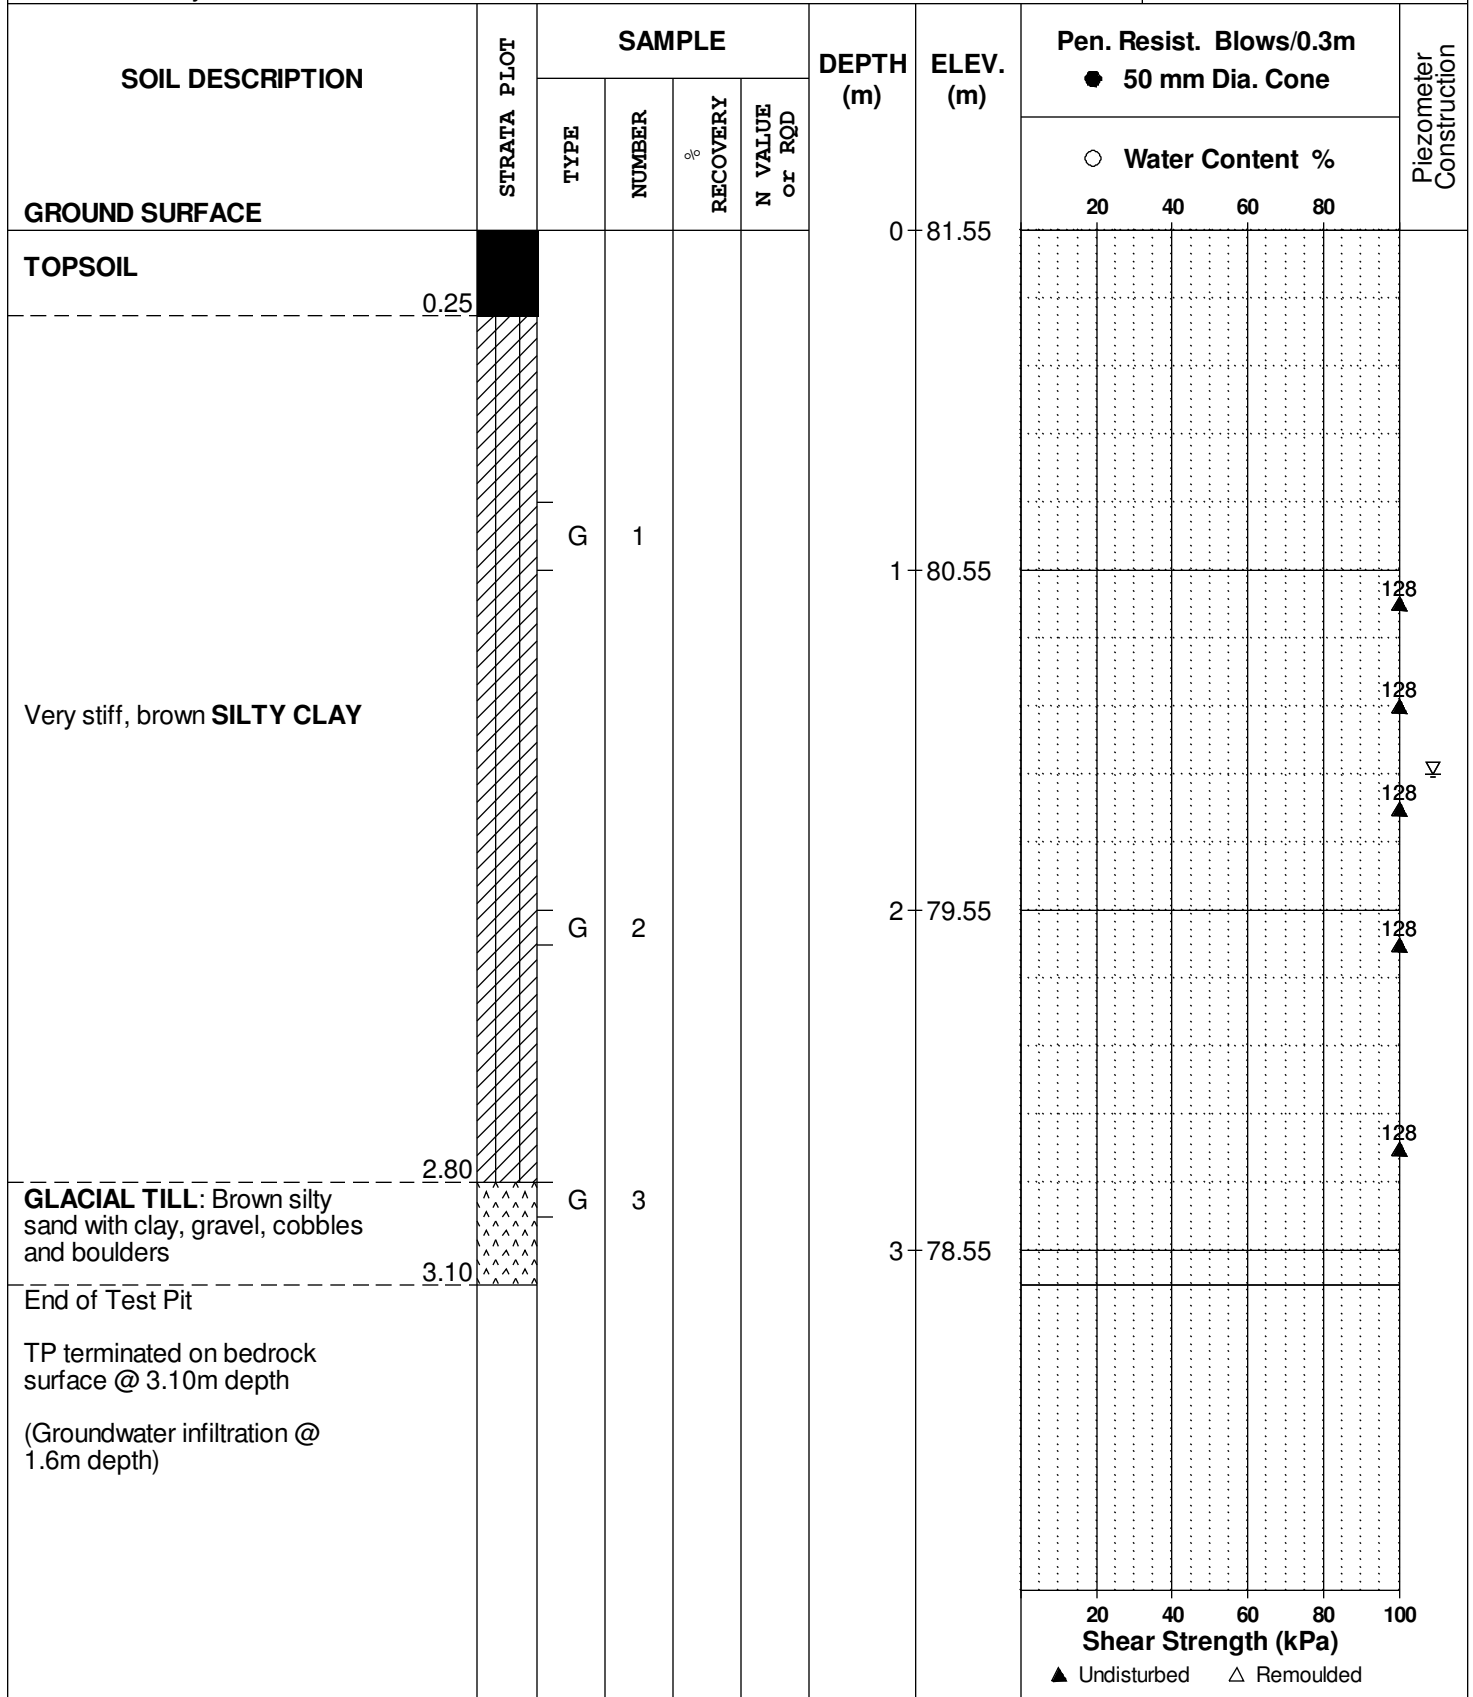 SOIL DESCRIPTION
GROUND SURFACE
STRATA PLOT
SAMPLE
TYPE
NUMBER
%
RECOVERY
N VALUE
or RQD
DEPTH
(m)
ELEV.
(m)
Pen. Resist. Blows/0.3m
● 50 mm Dia. Cone
○ Water Content %
20 40 60 80
Piezometer
Construction
0 81.55
TOPSOIL
0.25
G 1
1 80.55
128
128
Very stiff, brown SILTY CLAY
128
2 79.55
G 2
128
128
2.80
GLACIAL TILL: Brown silty
sand with clay, gravel, cobbles
and boulders
G 3
3 78.55
3.10
End of Test Pit
TP terminated on bedrock
surface @ 3.10m depth
(Groundwater infiltration @
1.6m depth)
20 40 60 80 100
Shear Strength (kPa)
▲ Undisturbed △ Remoulded